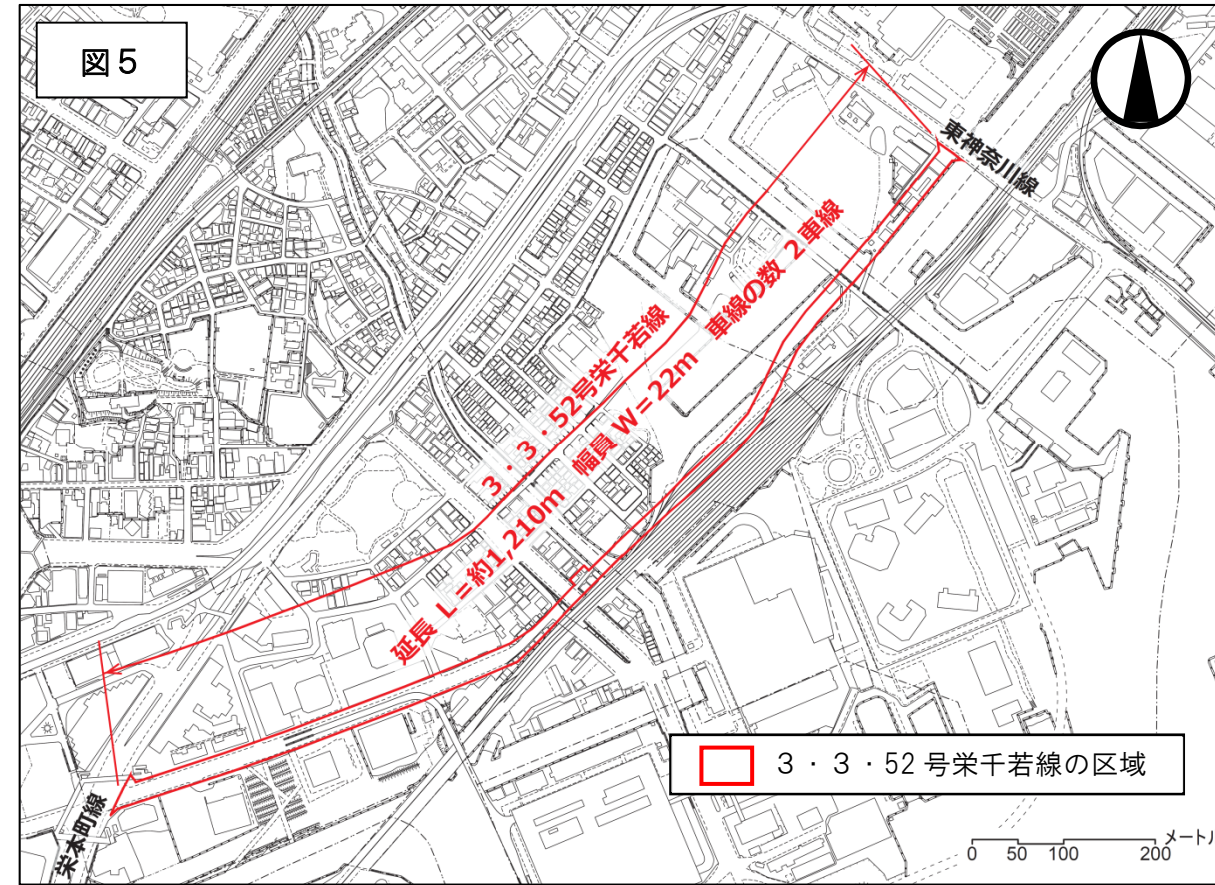 図5
東神奈川線
3・3・52号栄千若線
延長 L=約1,210m 幅員 W=22m 車線の数 2車線
栄本町線
3・3・52号栄千若線の区域
0 50 100 200 メートル